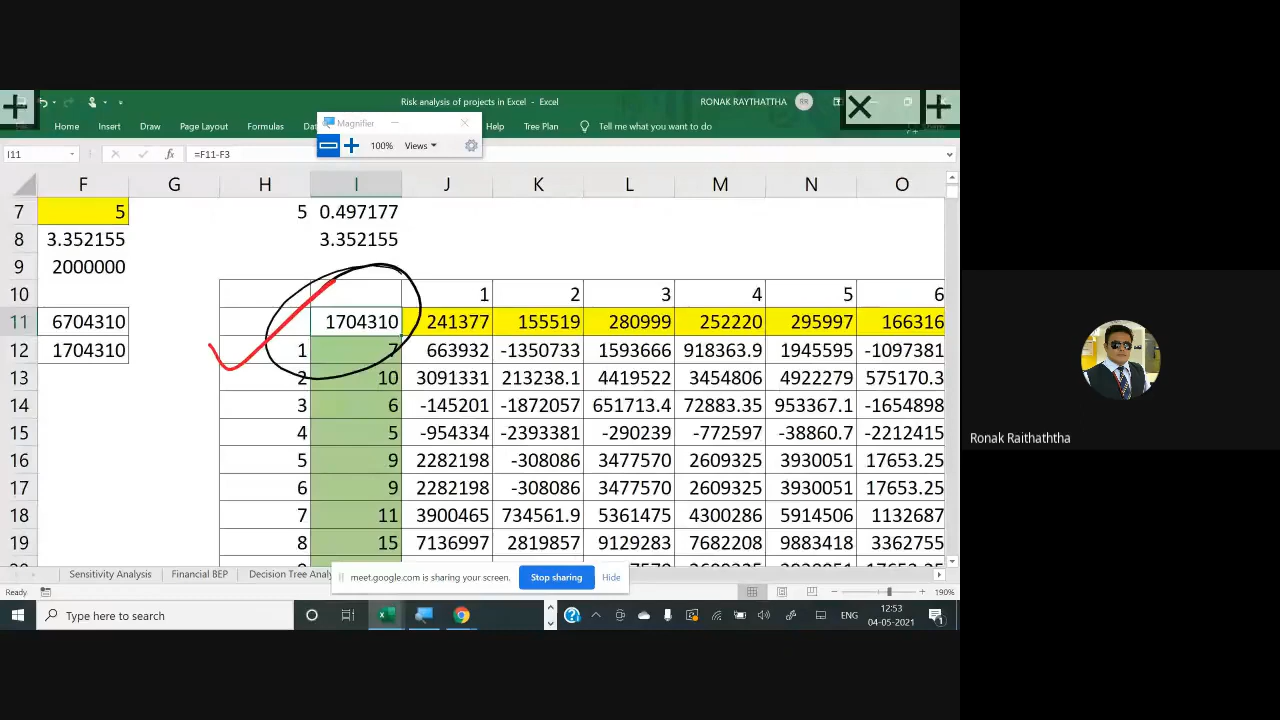 Risk analysis of projects in Excel - Excel
RONAK RAYTHATTHA RR
Magnifier
Home Insert Draw Page Layout Formulas Help Tree Plan Tell me what you want to do
100% Views
I11 fx =F11-F3
F G H I J K L M N O
7 5 5 0.497177
8 3.352155 3.352155
9 2000000
10 1 2 3 4 5 6
11 6704310 1704310 241377 155519 280999 252220 295997 166316
12 1704310 1 7 663932 -1350733 1593666 918363.9 1945595 -1097381
13 2 10 3091331 213238.1 4419522 3454806 4922279 575170.3
14 3 6 -145201 -1872057 651713.4 72883.35 953367.1 -1654898
15 4 5 -954334 -2393381 -290239 -772597 -38860.7 -2212415
16 5 9 2282198 -308086 3477570 2609325 3930051 17653.25
17 6 9 2282198 -308086 3477570 2609325 3930051 17653.25
18 7 11 3900465 734561.9 5361475 4300286 5914506 1132687
19 8 15 7136997 2819857 9129283 7682208 9883418 3362755
Sensitivity Analysis Financial BEP Decision Tree Anal
meet.google.com is sharing your screen. Stop sharing Hide
Ready 190%
Type here to search ENG 12:53
04-05-2021
Ronak Raithaththa